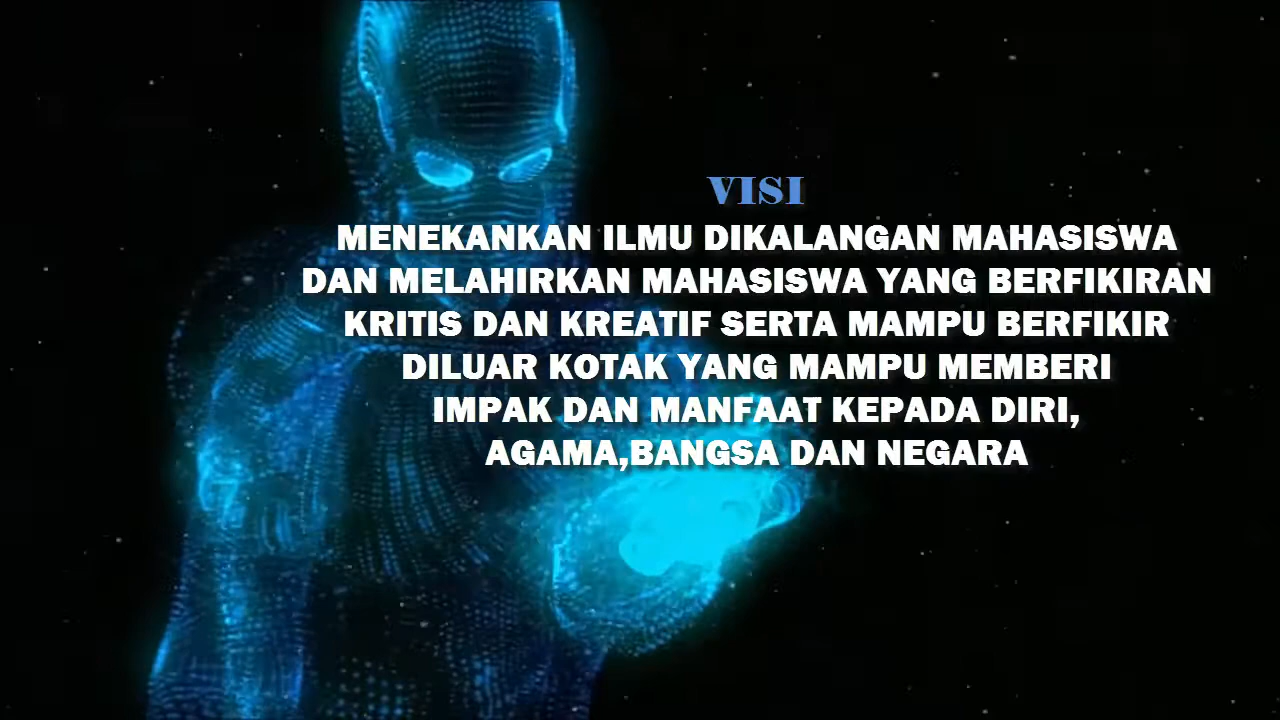 VISI
MENEKANKAN ILMU DIKALANGAN MAHASISWA
DAN MELAHIRKAN MAHASISWA YANG BERFIKIRAN
KRITIS DAN KREATIF SERTA MAMPU BERFIKIR
DILUAR KOTAK YANG MAMPU MEMBERI
IMPAK DAN MANFAAT KEPADA DIRI,
AGAMA,BANGSA DAN NEGARA